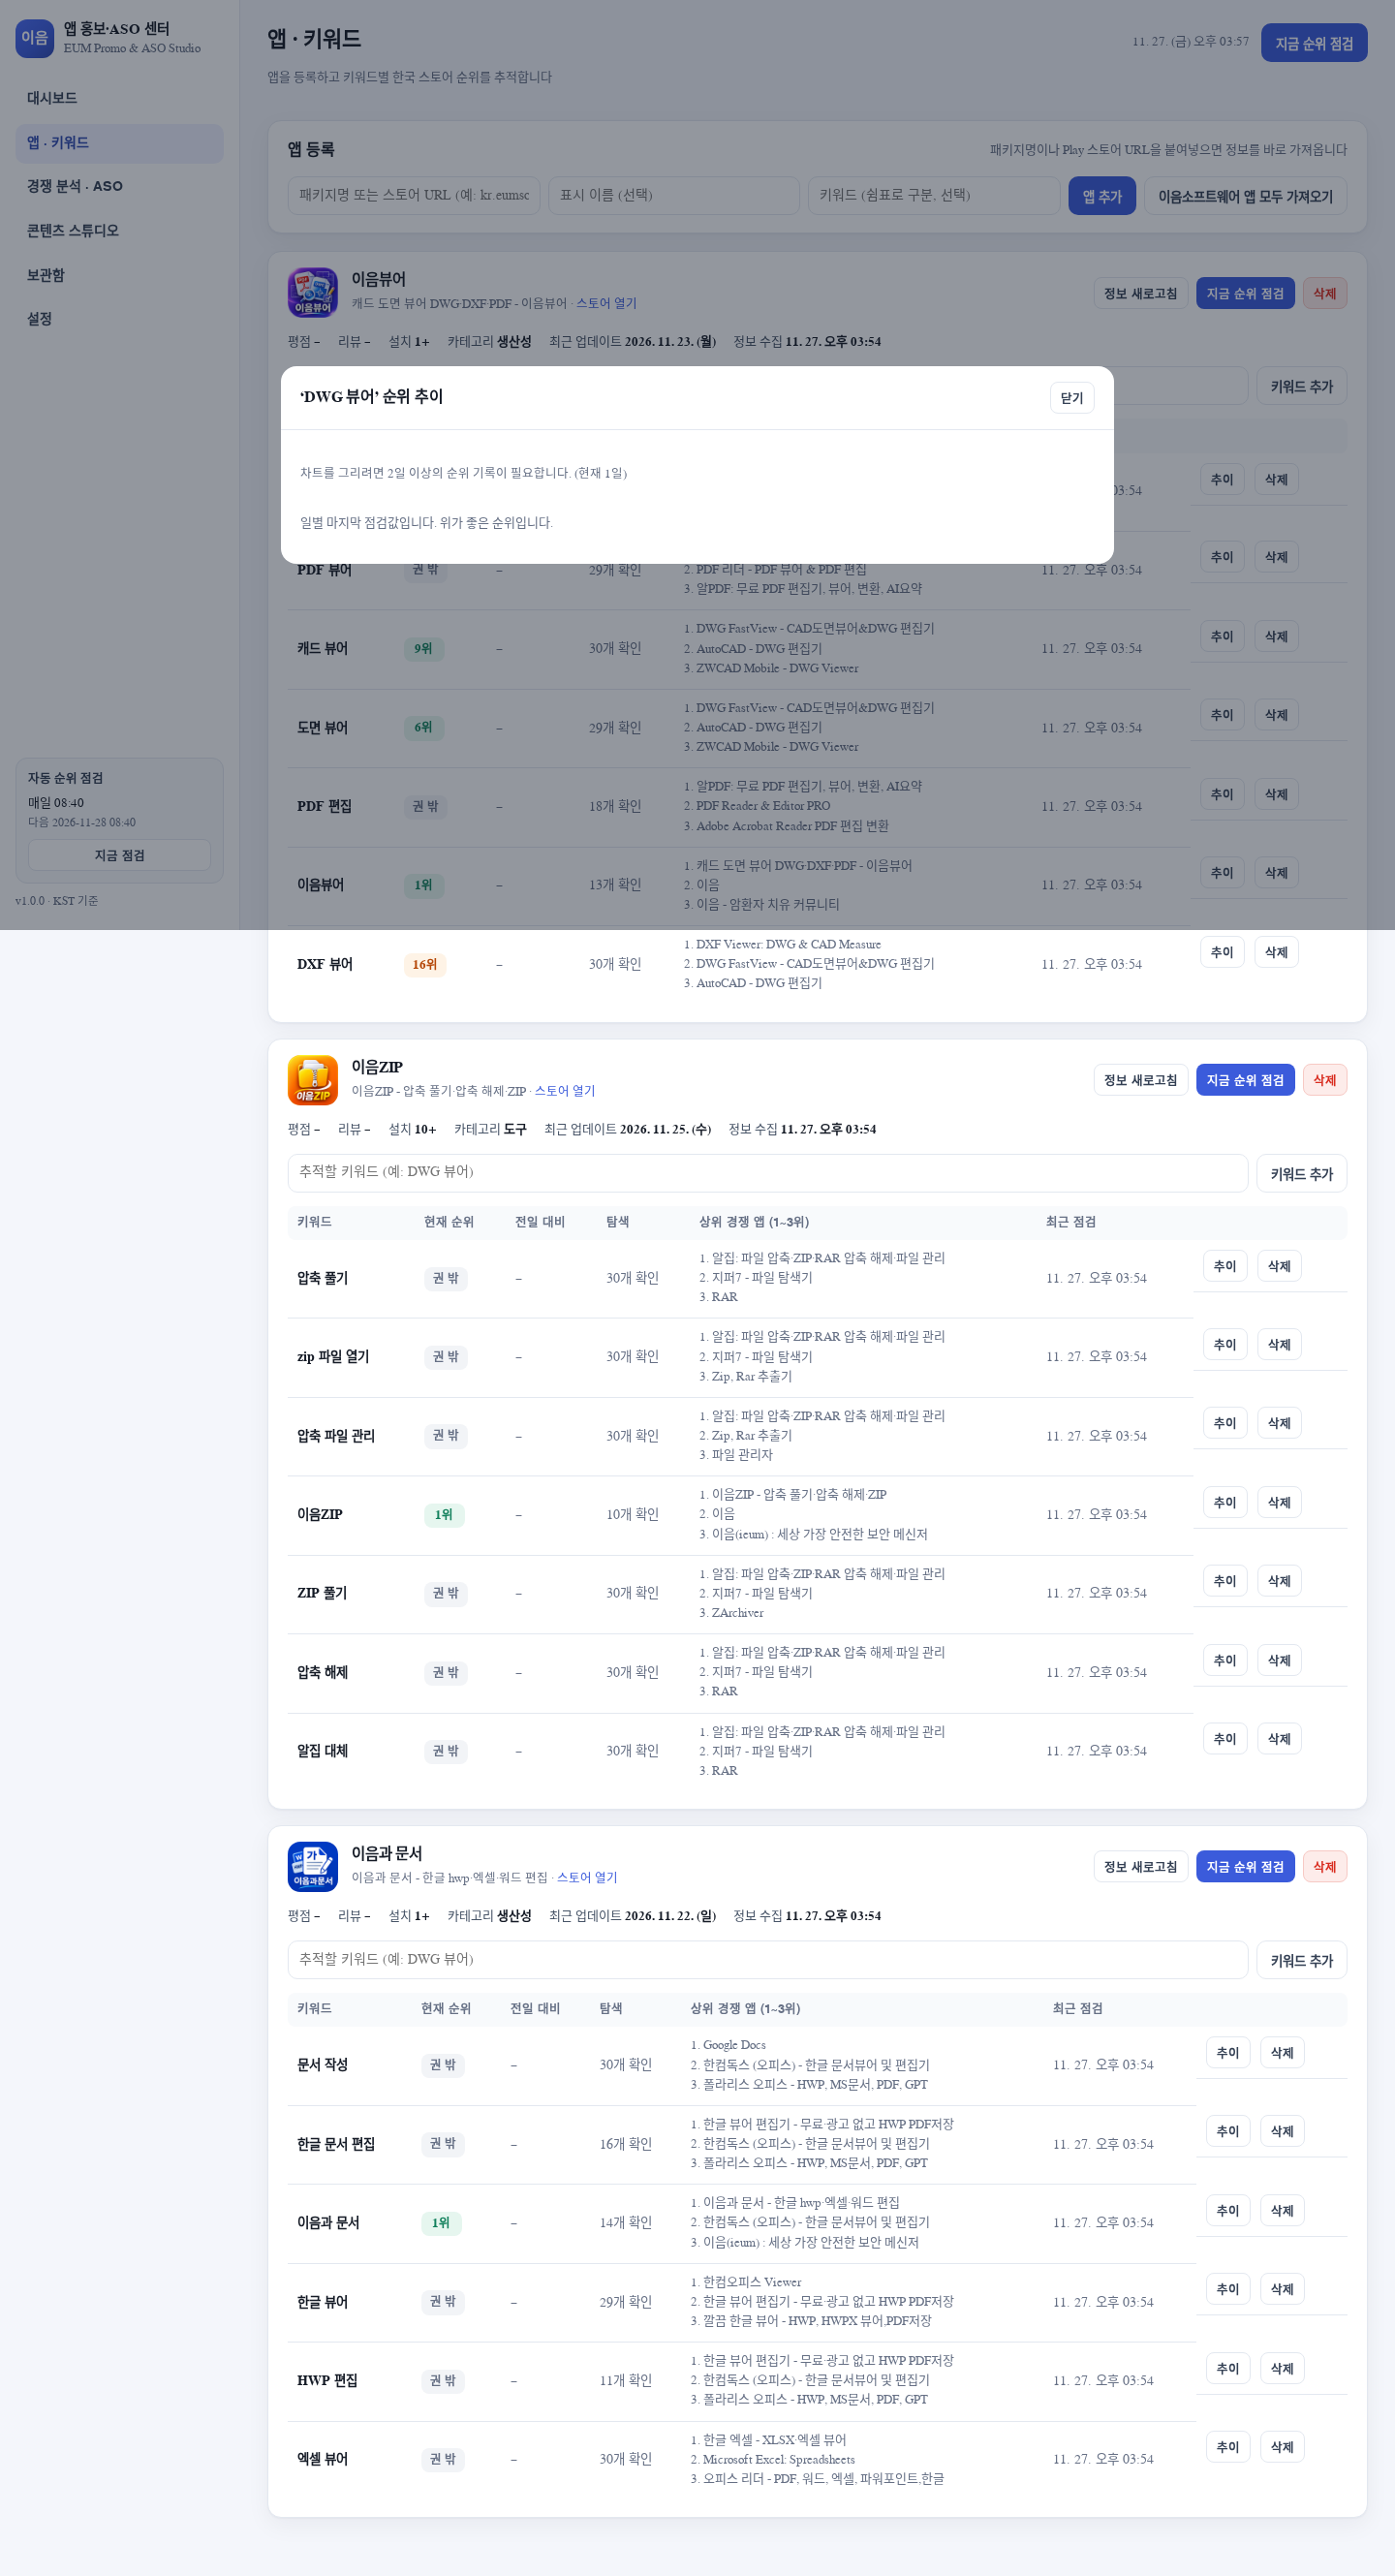 이음
앱 홍보·ASO 센터
EUM Promo & ASO Studio
대시보드
앱 · 키워드
경쟁 분석 · ASO
콘텐츠 스튜디오
보관함
설정
자동 순위 점검
매일 08:40
다음 2026-11-28 08:40
지금 점검
v1.0.0 · KST 기준
앱 · 키워드
앱을 등록하고 키워드별 한국 스토어 순위를 추적합니다
11. 27. (금) 오후 03:57
지금 순위 점검
앱 등록
패키지명이나 Play 스토어 URL을 붙여넣으면 정보를 바로 가져옵니다
패키지명 또는 스토어 URL (예: kr.eumsc
표시 이름 (선택)
키워드 (쉼표로 구분, 선택)
앱 추가
이음소프트웨어 앱 모두 가져오기
이음뷰어
이음뷰어
캐드 도면 뷰어 DWG·DXF·PDF - 이음뷰어 · 스토어 열기
정보 새로고침
지금 순위 점검
삭제
평점 – 리뷰 – 설치 1+ 카테고리 생산성 최근 업데이트 2026. 11. 23. (월) 정보 수집 11. 27. 오후 03:54
키워드 추가
‘DWG 뷰어’ 순위 추이
닫기
차트를 그리려면 2일 이상의 순위 기록이 필요합니다. (현재 1일)
일별 마지막 점검값입니다. 위가 좋은 순위입니다.
03:54
추이 삭제
PDF 뷰어 권 밖 – 29개 확인
2. PDF 리더 - PDF 뷰어 & PDF 편집
3. 알PDF: 무료 PDF 편집기, 뷰어, 변환, AI요약
11. 27. 오후 03:54 추이 삭제
캐드 뷰어 9위 – 30개 확인
1. DWG FastView - CAD도면뷰어&DWG 편집기
2. AutoCAD - DWG 편집기
3. ZWCAD Mobile - DWG Viewer
11. 27. 오후 03:54 추이 삭제
도면 뷰어 6위 – 29개 확인
1. DWG FastView - CAD도면뷰어&DWG 편집기
2. AutoCAD - DWG 편집기
3. ZWCAD Mobile - DWG Viewer
11. 27. 오후 03:54 추이 삭제
PDF 편집 권 밖 – 18개 확인
1. 알PDF: 무료 PDF 편집기, 뷰어, 변환, AI요약
2. PDF Reader & Editor PRO
3. Adobe Acrobat Reader PDF 편집 변환
11. 27. 오후 03:54 추이 삭제
이음뷰어 1위 – 13개 확인
1. 캐드 도면 뷰어 DWG·DXF·PDF - 이음뷰어
2. 이음
3. 이음 - 암환자 치유 커뮤니티
11. 27. 오후 03:54 추이 삭제
DXF 뷰어 16위 – 30개 확인
1. DXF Viewer: DWG & CAD Measure
2. DWG FastView - CAD도면뷰어&DWG 편집기
3. AutoCAD - DWG 편집기
11. 27. 오후 03:54 추이 삭제
이음ZIP
이음ZIP
이음ZIP - 압축 풀기·압축 해제·ZIP · 스토어 열기
정보 새로고침
지금 순위 점검
삭제
평점 – 리뷰 – 설치 10+ 카테고리 도구 최근 업데이트 2026. 11. 25. (수) 정보 수집 11. 27. 오후 03:54
추적할 키워드 (예: DWG 뷰어)
키워드 추가
키워드 현재 순위 전일 대비 탐색 상위 경쟁 앱 (1~3위) 최근 점검
압축 풀기 권 밖 – 30개 확인
1. 알집: 파일 압축·ZIP·RAR 압축 해제·파일 관리
2. 지퍼7 - 파일 탐색기
3. RAR
11. 27. 오후 03:54 추이 삭제
zip 파일 열기 권 밖 – 30개 확인
1. 알집: 파일 압축·ZIP·RAR 압축 해제·파일 관리
2. 지퍼7 - 파일 탐색기
3. Zip, Rar 추출기
11. 27. 오후 03:54 추이 삭제
압축 파일 관리 권 밖 – 30개 확인
1. 알집: 파일 압축·ZIP·RAR 압축 해제·파일 관리
2. Zip, Rar 추출기
3. 파일 관리자
11. 27. 오후 03:54 추이 삭제
이음ZIP 1위 – 10개 확인
1. 이음ZIP - 압축 풀기·압축 해제·ZIP
2. 이음
3. 이음(ieum) : 세상 가장 안전한 보안 메신저
11. 27. 오후 03:54 추이 삭제
ZIP 풀기 권 밖 – 30개 확인
1. 알집: 파일 압축·ZIP·RAR 압축 해제·파일 관리
2. 지퍼7 - 파일 탐색기
3. ZArchiver
11. 27. 오후 03:54 추이 삭제
압축 해제 권 밖 – 30개 확인
1. 알집: 파일 압축·ZIP·RAR 압축 해제·파일 관리
2. 지퍼7 - 파일 탐색기
3. RAR
11. 27. 오후 03:54 추이 삭제
알집 대체 권 밖 – 30개 확인
1. 알집: 파일 압축·ZIP·RAR 압축 해제·파일 관리
2. 지퍼7 - 파일 탐색기
3. RAR
11. 27. 오후 03:54 추이 삭제
이음과문서
이음과 문서
이음과 문서 - 한글 hwp·엑셀·워드 편집 · 스토어 열기
정보 새로고침
지금 순위 점검
삭제
평점 – 리뷰 – 설치 1+ 카테고리 생산성 최근 업데이트 2026. 11. 22. (일) 정보 수집 11. 27. 오후 03:54
추적할 키워드 (예: DWG 뷰어)
키워드 추가
키워드 현재 순위 전일 대비 탐색 상위 경쟁 앱 (1~3위) 최근 점검
문서 작성 권 밖 – 30개 확인
1. Google Docs
2. 한컴독스 (오피스) - 한글 문서뷰어 및 편집기
3. 폴라리스 오피스 - HWP, MS문서, PDF, GPT
11. 27. 오후 03:54 추이 삭제
한글 문서 편집 권 밖 – 16개 확인
1. 한글 뷰어 편집기 - 무료·광고 없고 HWP PDF저장
2. 한컴독스 (오피스) - 한글 문서뷰어 및 편집기
3. 폴라리스 오피스 - HWP, MS문서, PDF, GPT
11. 27. 오후 03:54 추이 삭제
이음과 문서 1위 – 14개 확인
1. 이음과 문서 - 한글 hwp·엑셀·워드 편집
2. 한컴독스 (오피스) - 한글 문서뷰어 및 편집기
3. 이음(ieum) : 세상 가장 안전한 보안 메신저
11. 27. 오후 03:54 추이 삭제
한글 뷰어 권 밖 – 29개 확인
1. 한컴오피스 Viewer
2. 한글 뷰어 편집기 - 무료·광고 없고 HWP PDF저장
3. 깔끔 한글 뷰어 - HWP, HWPX 뷰어,PDF저장
11. 27. 오후 03:54 추이 삭제
HWP 편집 권 밖 – 11개 확인
1. 한글 뷰어 편집기 - 무료·광고 없고 HWP PDF저장
2. 한컴독스 (오피스) - 한글 문서뷰어 및 편집기
3. 폴라리스 오피스 - HWP, MS문서, PDF, GPT
11. 27. 오후 03:54 추이 삭제
엑셀 뷰어 권 밖 – 30개 확인
1. 한글 엑셀 - XLSX·엑셀 뷰어
2. Microsoft Excel: Spreadsheets
3. 오피스 리더 - PDF, 워드, 엑셀, 파워포인트,한글
11. 27. 오후 03:54 추이 삭제